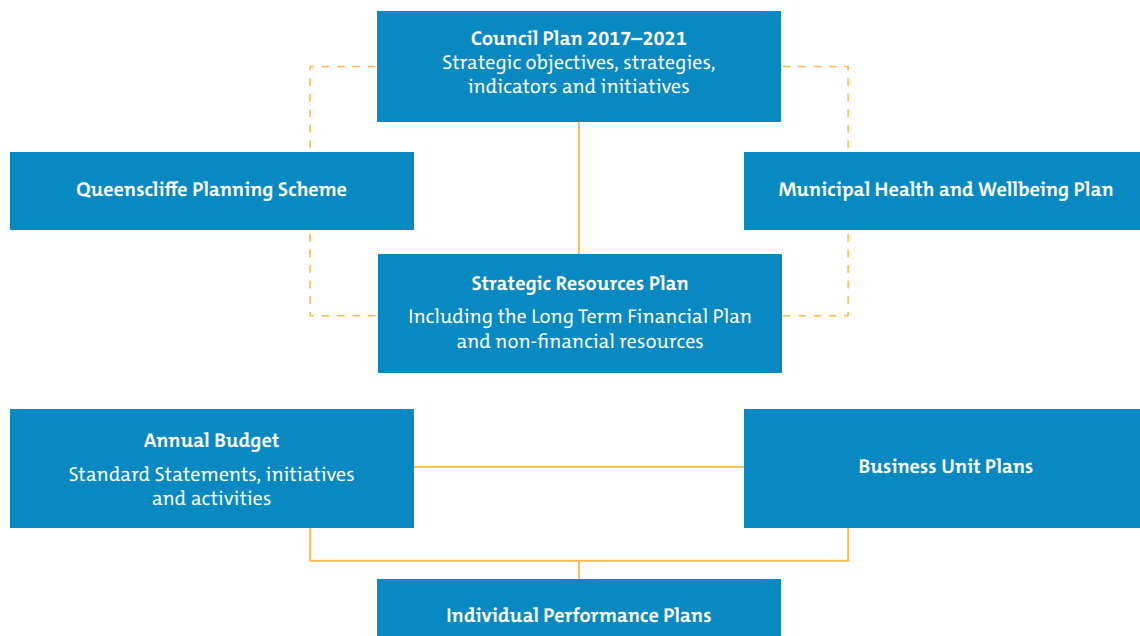 Council Plan 2017–2021
Strategic objectives, strategies,
indicators and initiatives
Queenscliffe Planning Scheme
Municipal Health and Wellbeing Plan
Strategic Resources Plan
Including the Long Term Financial Plan
and non-financial resources
Annual Budget
Standard Statements, initiatives
and activities
Business Unit Plans
Individual Performance Plans